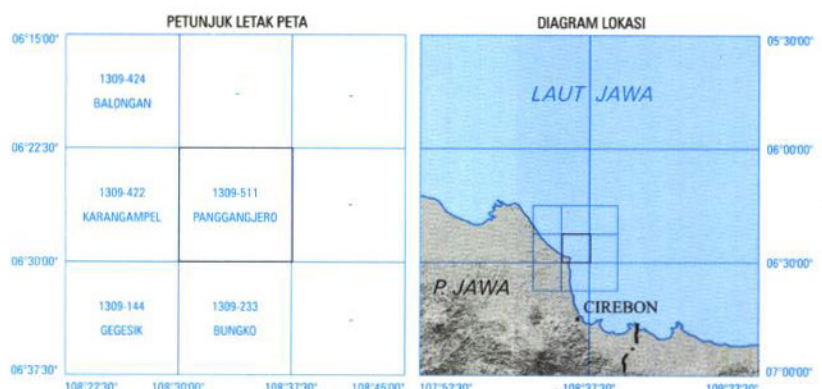 PETUNJUK LETAK PETA
06°15'00"
1309-424
BALONGAN
-
-
06°22'30"
1309-422
KARANGAMPEL
1309-511
PANGGANGJERO
-
06°30'00"
1309-144
GEGESIK
1309-233
BUNGKO
-
06°37'30"
108°22'30" 108°30'00" 108°37'30" 108°45'00"
DIAGRAM LOKASI
05°30'00"
LAUT JAWA
06°00'00"
06°30'00"
P. JAWA
CIREBON
07°00'00"
107°52'30" 108°37'30" 109°22'30"